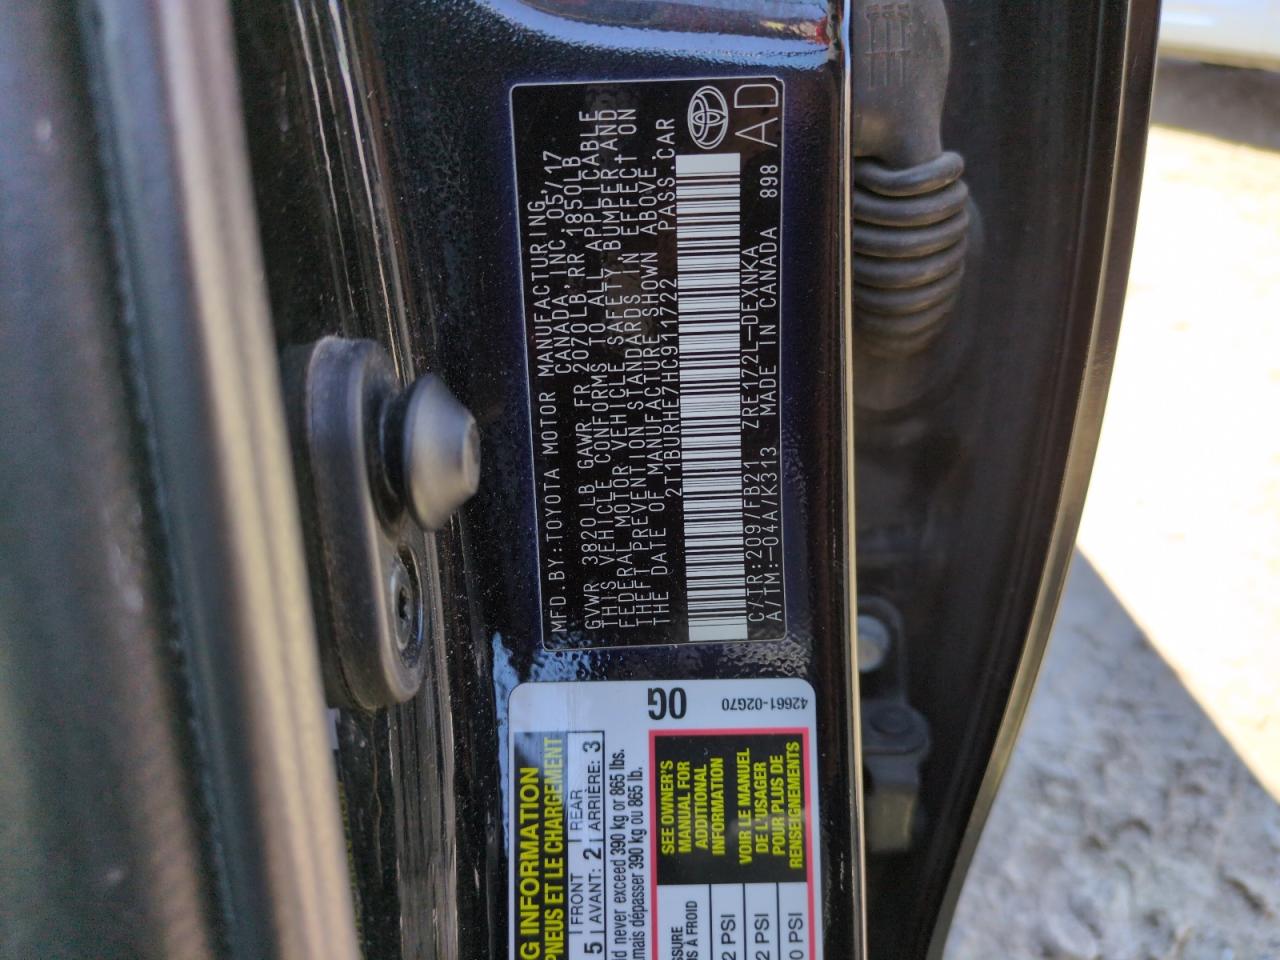 MFD.BY:TOYOTA MOTOR MANUFACTURING,
CANADA,INC. 05/17
GVWR 3820 LB GAWR FR 2070LB,RR 1850LB
THIS VEHICLE CONFORMS TO ALL APPLICABLE
FEDERAL MOTOR VEHICLE SAFETY,BUMPER,AND
THEFT PREVENTION STANDARDS IN EFFECT ON
THE DATE OF MANUFACTURE SHOWN ABOVE.
2T1BURHE7HC911722 PASS.CAR
C/TR:209/FB21 ZRE172L-DEXNKA
A/TM:-04A/K313 MADE IN CANADA 898
AD
G INFORMATION
PNEUS ET LE CHARGEMENT
5 FRONT AVANT: 2 REAR ARRIÈRE: 3
d never exceed 390 kg or 865 lbs.
amais dépasser 390 kg ou 865 lb.
0G
42661-02G70
SEE OWNER'S
MANUAL FOR
ADDITIONAL
INFORMATION
VOIR LE MANUEL
DE L'USAGER
POUR PLUS DE
RENSEIGNEMENTS
SSURE
S À FROID
2 PSI
2 PSI
0 PSI